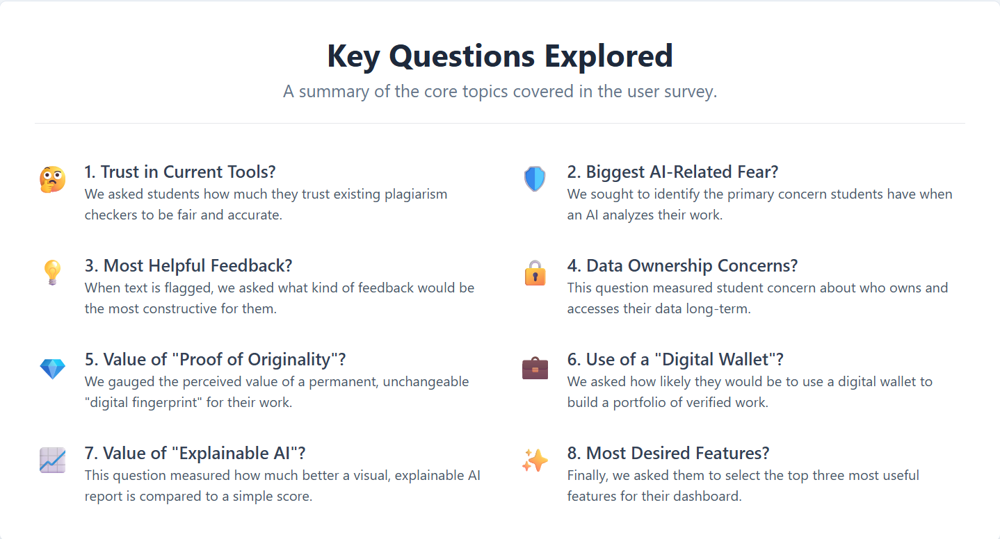 Key Questions Explored
A summary of the core topics covered in the user survey.
1. Trust in Current Tools?
We asked students how much they trust existing plagiarism
checkers to be fair and accurate.
2. Biggest AI-Related Fear?
We sought to identify the primary concern students have when
an AI analyzes their work.
3. Most Helpful Feedback?
When text is flagged, we asked what kind of feedback would be
the most constructive for them.
4. Data Ownership Concerns?
This question measured student concern about who owns and
accesses their data long-term.
5. Value of "Proof of Originality"?
We gauged the perceived value of a permanent, unchangeable
"digital fingerprint" for their work.
6. Use of a "Digital Wallet"?
We asked how likely they would be to use a digital wallet to
build a portfolio of verified work.
7. Value of "Explainable AI"?
This question measured how much better a visual, explainable AI
report is compared to a simple score.
8. Most Desired Features?
Finally, we asked them to select the top three most useful
features for their dashboard.